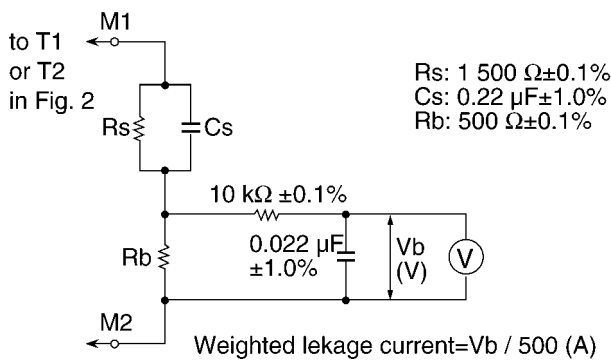 M1
to T1
or T2
in Fig. 2
Rs: 1 500 Ω±0.1%
Cs: 0.22 µF±1.0%
Rb: 500 Ω±0.1%
Rs
Cs
10 kΩ ±0.1%
0.022 µF
±1.0%
Rb
Vb
(V)
V
M2
Weighted lekage current=Vb / 500 (A)